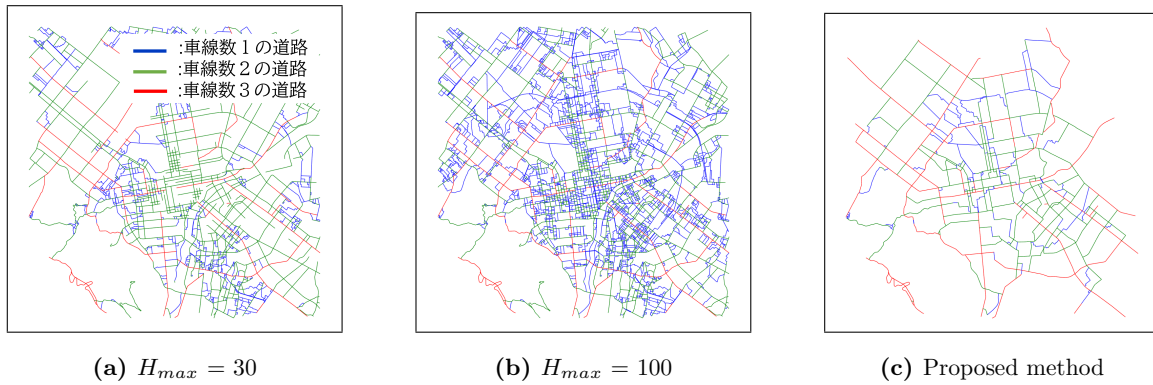 :車線数１の道路
:車線数２の道路
:車線数３の道路
(a) H_max = 30
(b) H_max = 100
(c) Proposed method